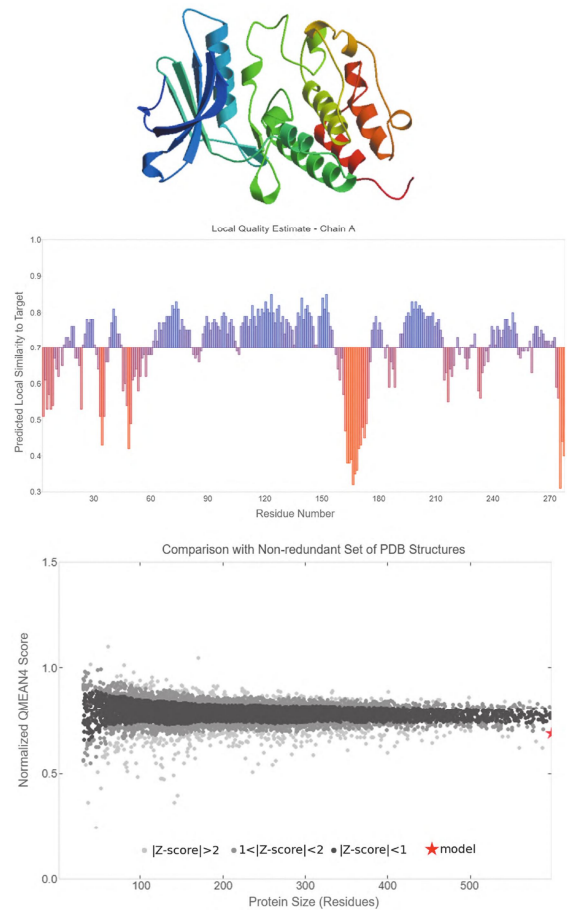 Local Quality Estimate - Chain A
Predicted Local Similarity to Target
1.0
0.9
0.8
0.7
0.6
0.5
0.4
0.3
30 60 90 120 150 180 210 240 270
Residue Number
Comparison with Non-redundant Set of PDB Structures
Normalized QMEAN4 Score
1.5
1.0
0.5
0.0
|Z-score|>2 1<|Z-score|<2 |Z-score|<1 model
100 200 300 400 500
Protein Size (Residues)